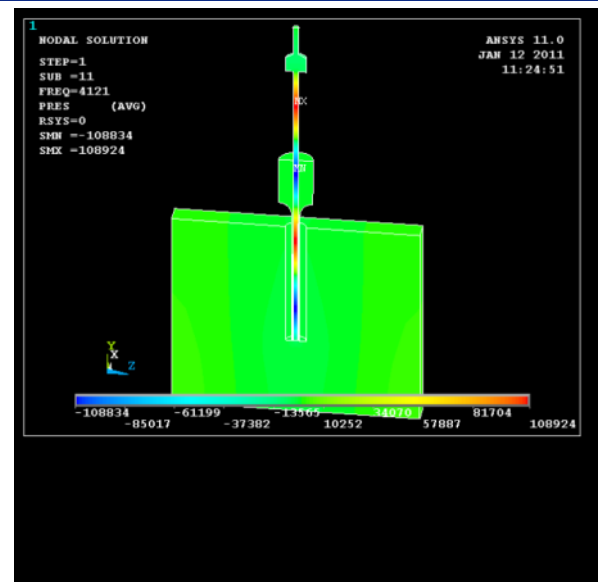 1
NODAL SOLUTION
STEP=1
SUB =11
FREQ=4121
PRES (AVG)
RSYS=0
SMN =-108834
SMX =108924
ANSYS 11.0
JAN 12 2011
11:24:51
MX
MN
Y
X
Z
-108834 -61199 -13565 34070 81704
-85017 -37382 10252 57887 108924